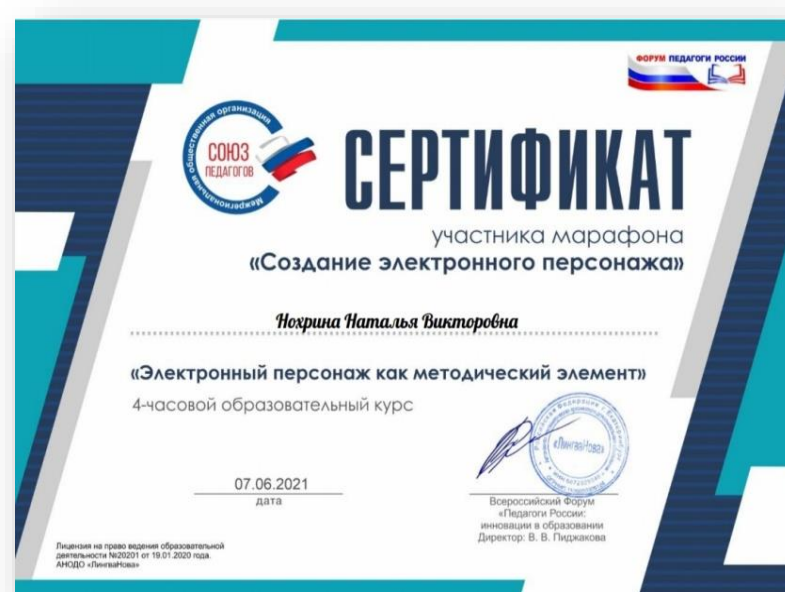 ФОРУМ ПЕДАГОГИ РОССИИ
Межрегиональная общественная организация
СОЮЗ
ПЕДАГОГОВ
СЕРТИФИКАТ
участника марафона
«Создание электронного персонажа»
Нохрина Наталья Викторовна
«Электронный персонаж как методический элемент»
4-часовой образовательный курс
«ЛингваНова»
07.06.2021
дата
Всероссийский Форум
«Педагоги России:
инновации в образовании
Директор: В. В. Пиджакова
Лицензия на право ведения образовательной
деятельности №20201 от 19.01.2020 года.
АНОДО «ЛингваНова»